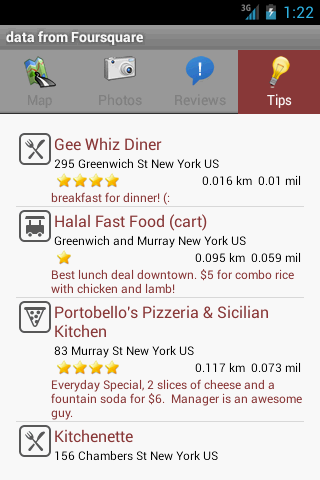 3G 1:22
data from Foursquare
Map Photos Reviews Tips
Gee Whiz Diner
295 Greenwich St New York US
0.016 km 0.01 mil
breakfast for dinner! (:
Halal Fast Food (cart)
Greenwich and Murray New York US
0.095 km 0.059 mil
Best lunch deal downtown. $5 for combo rice
with chicken and lamb!
Portobello's Pizzeria & Sicilian
Kitchen
83 Murray St New York US
0.117 km 0.073 mil
Everyday Special, 2 slices of cheese and a
fountain soda for $6. Manager is an awesome
guy.
Kitchenette
156 Chambers St New York US